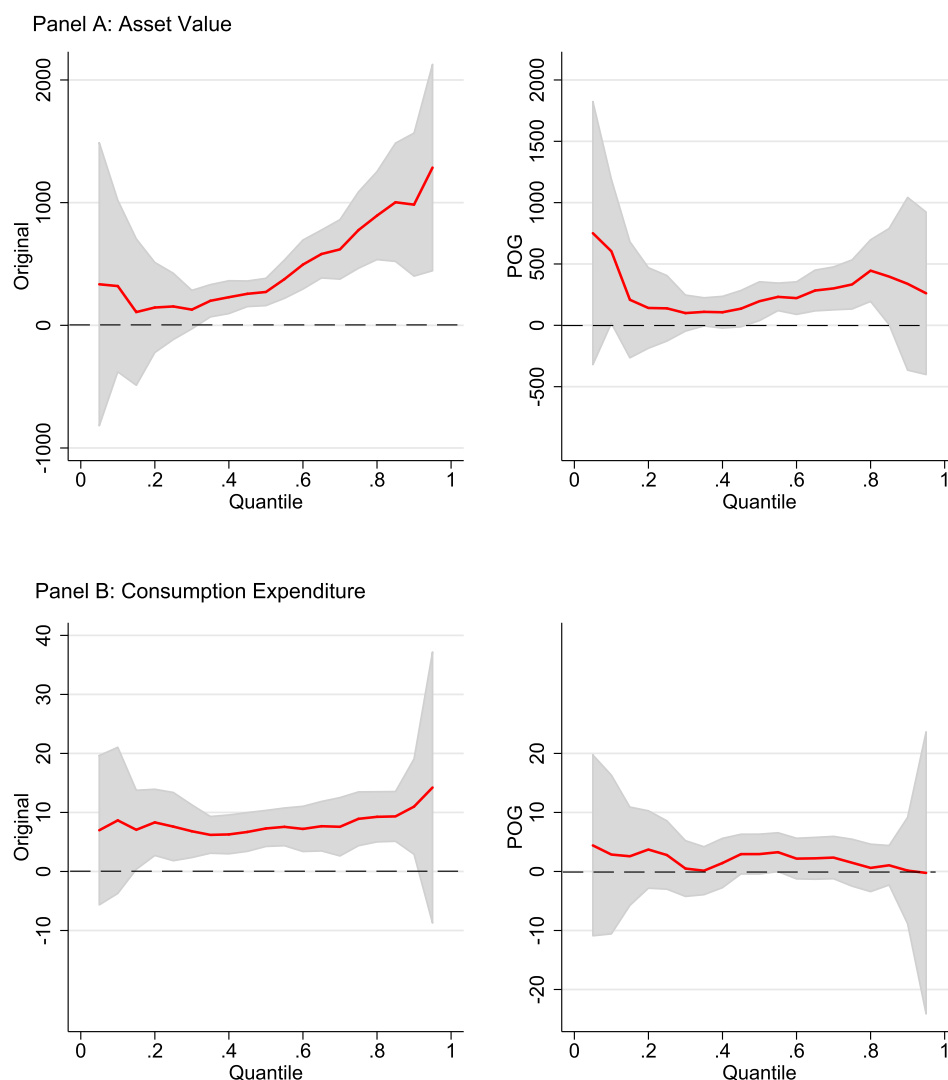 Panel A: Asset Value
Original
2000
1000
0
-1000
0 .2 .4 .6 .8 1
Quantile
POG
2000
1500
1000
500
0
-500
0 .2 .4 .6 .8 1
Quantile
Panel B: Consumption Expenditure
Original
40
30
20
10
0
-10
0 .2 .4 .6 .8 1
Quantile
POG
20
10
0
-10
-20
0 .2 .4 .6 .8 1
Quantile